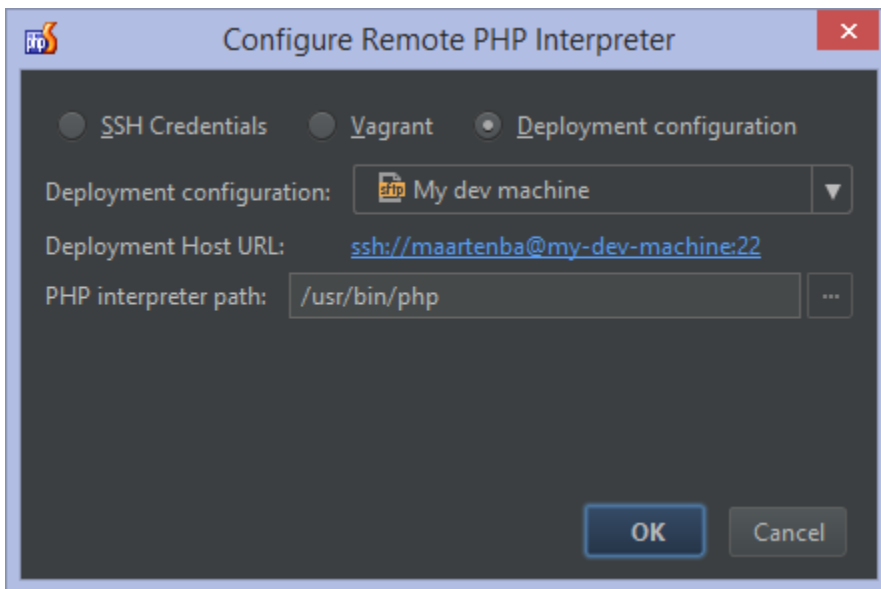 Configure Remote PHP Interpreter
SSH Credentials Vagrant Deployment configuration
Deployment configuration: sftp My dev machine
Deployment Host URL: ssh://maartenba@my-dev-machine:22
PHP interpreter path: /usr/bin/php ...
OK Cancel